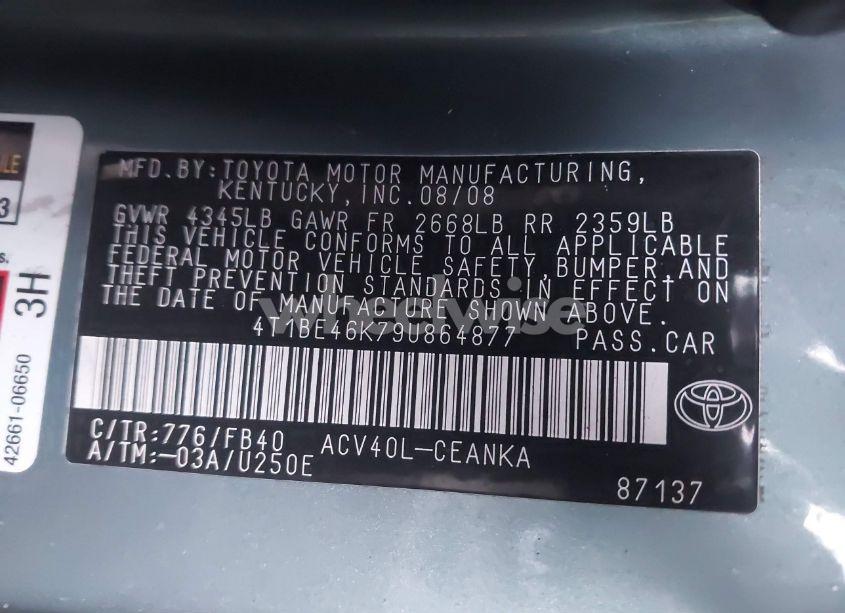 MFD.BY:TOYOTA MOTOR MANUFACTURING,
KENTUCKY,INC.08/08
GVWR 4345LB GAWR FR 2668LB RR 2359LB
THIS VEHICLE CONFORMS TO ALL APPLICABLE
FEDERAL MOTOR VEHICLE SAFETY,BUMPER,AND
THEFT PREVENTION STANDARDS IN EFFECT ON
THE DATE OF MANUFACTURE SHOWN ABOVE.
4T1BE46K79U864877 PASS.CAR
C/TR:776/FB40 ACV40L-CEANKA
A/TM:-03A/U250E
87137
3H
42661-06650
3
wheelwise